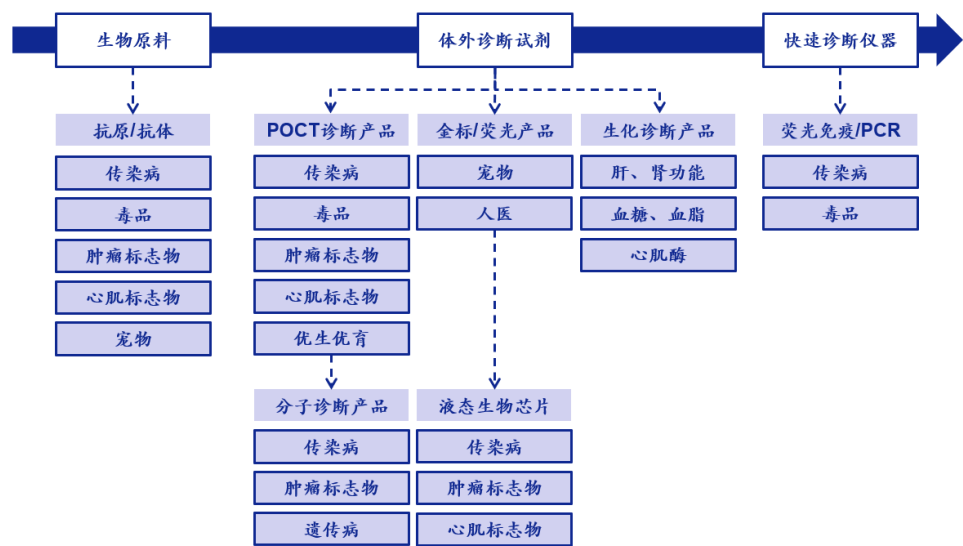 生物原料
体外诊断试剂
快速诊断仪器
抗原/抗体
传染病
毒品
肿瘤标志物
心肌标志物
宠物
POCT诊断产品
传染病
毒品
肿瘤标志物
心肌标志物
优生优育
分子诊断产品
传染病
肿瘤标志物
遗传病
金标/荧光产品
宠物
人医
液态生物芯片
传染病
肿瘤标志物
心肌标志物
生化诊断产品
肝、肾功能
血糖、血脂
心肌酶
荧光免疫/PCR
传染病
毒品